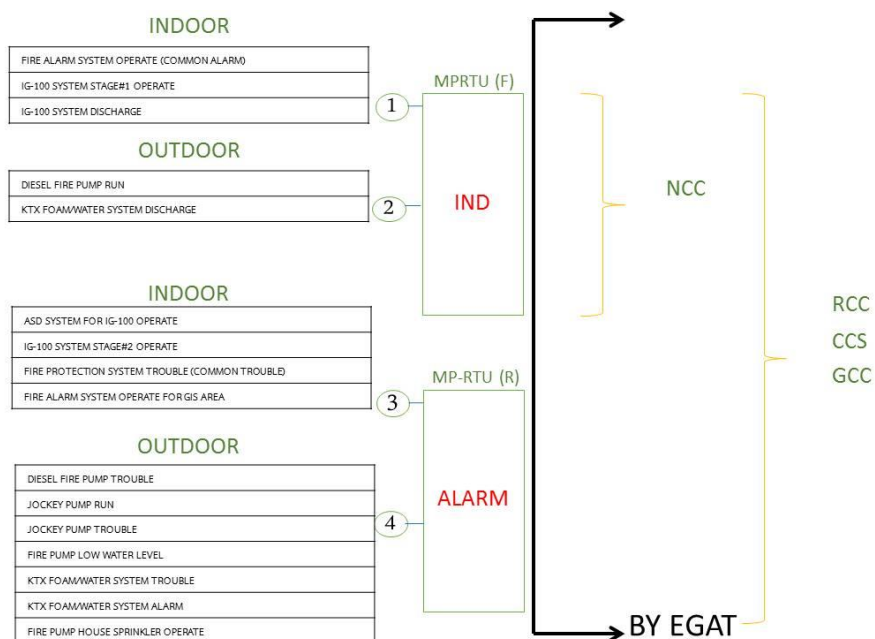 INDOOR
FIRE ALARM SYSTEM OPERATE (COMMON ALARM)
IG-100 SYSTEM STAGE#1 OPERATE
IG-100 SYSTEM DISCHARGE
1
OUTDOOR
DIESEL FIRE PUMP RUN
KTX FOAM/WATER SYSTEM DISCHARGE
2
MPRTU (F)
IND
NCC
INDOOR
ASD SYSTEM FOR IG-100 OPERATE
IG-100 SYSTEM STAGE#2 OPERATE
FIRE PROTECTION SYSTEM TROUBLE (COMMON TROUBLE)
FIRE ALARM SYSTEM OPERATE FOR GIS AREA
3
OUTDOOR
DIESEL FIRE PUMP TROUBLE
JOCKEY PUMP RUN
JOCKEY PUMP TROUBLE
FIRE PUMP LOW WATER LEVEL
KTX FOAM/WATER SYSTEM TROUBLE
KTX FOAM/WATER SYSTEM ALARM
FIRE PUMP HOUSE SPRINKLER OPERATE
4
MP-RTU (R)
ALARM
RCC
CCS
GCC
BY EGAT